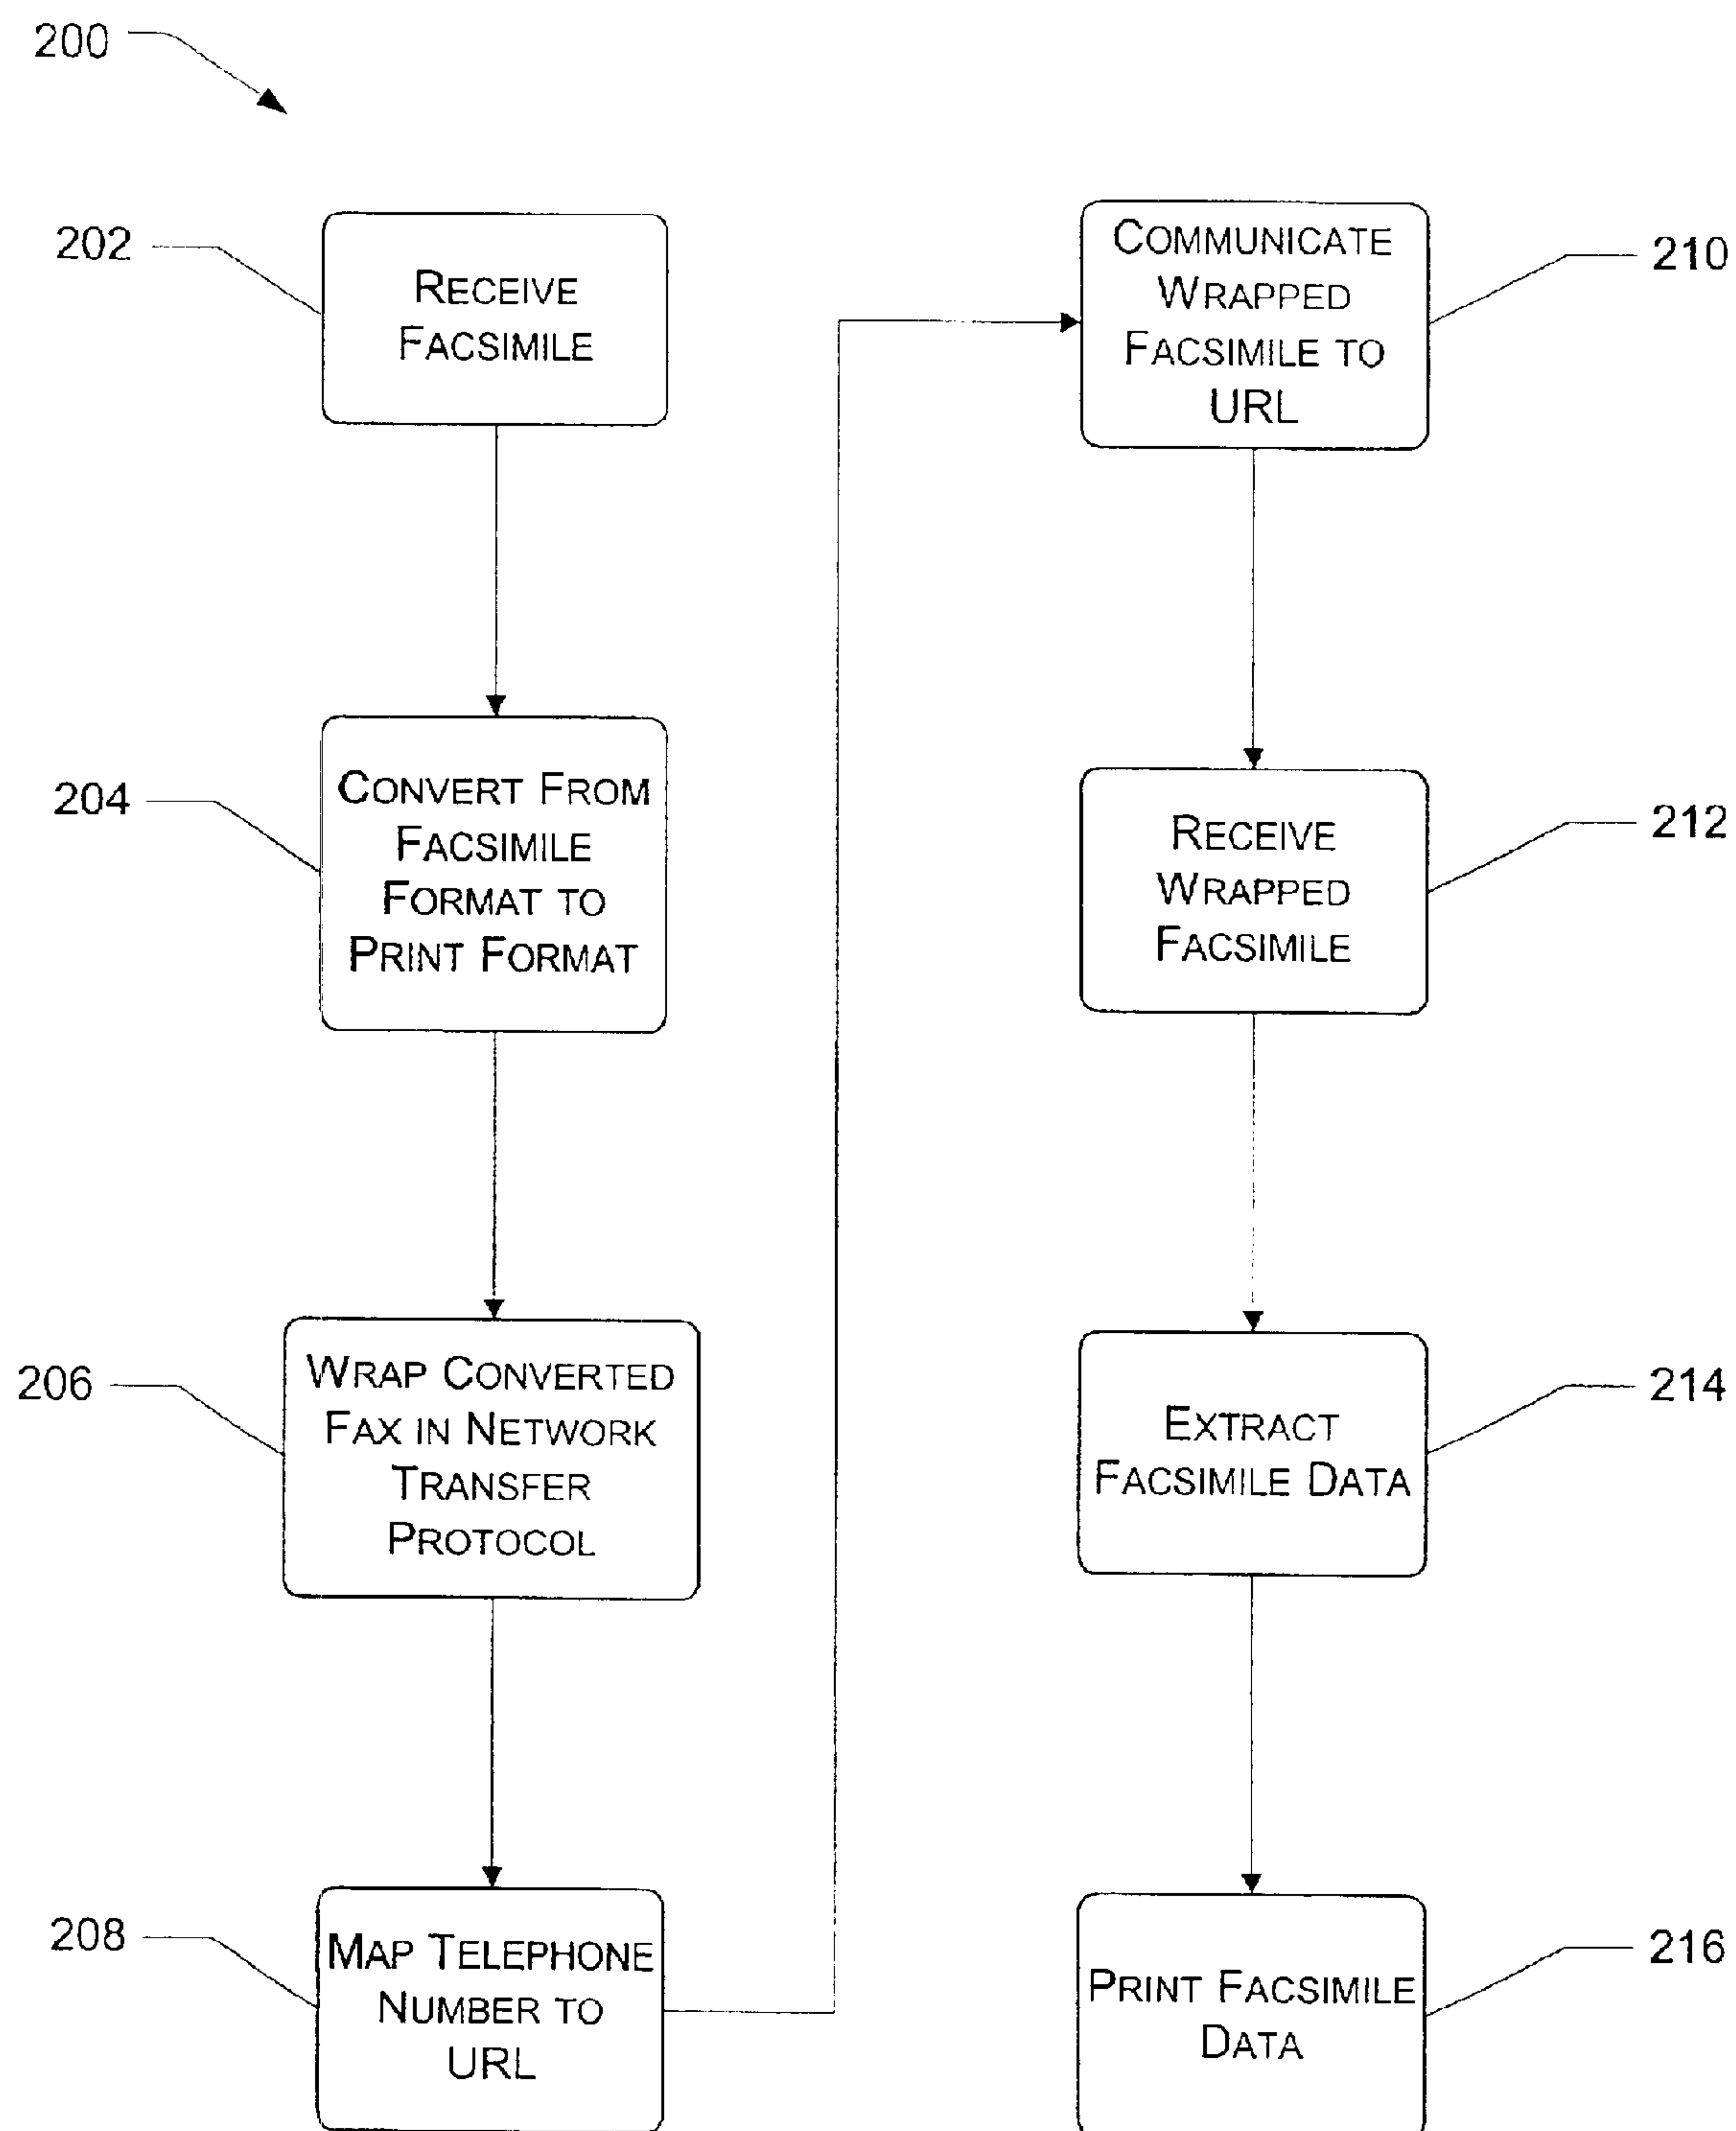 200
202
RECEIVE
FACSIMILE
204
CONVERT FROM
FACSIMILE
FORMAT TO
PRINT FORMAT
206
WRAP CONVERTED
FAX IN NETWORK
TRANSFER
PROTOCOL
208
MAP TELEPHONE
NUMBER TO
URL
COMMUNICATE
WRAPPED
FACSIMILE TO
URL
210
RECEIVE
WRAPPED
FACSIMILE
212
EXTRACT
FACSIMILE DATA
214
PRINT FACSIMILE
DATA
216